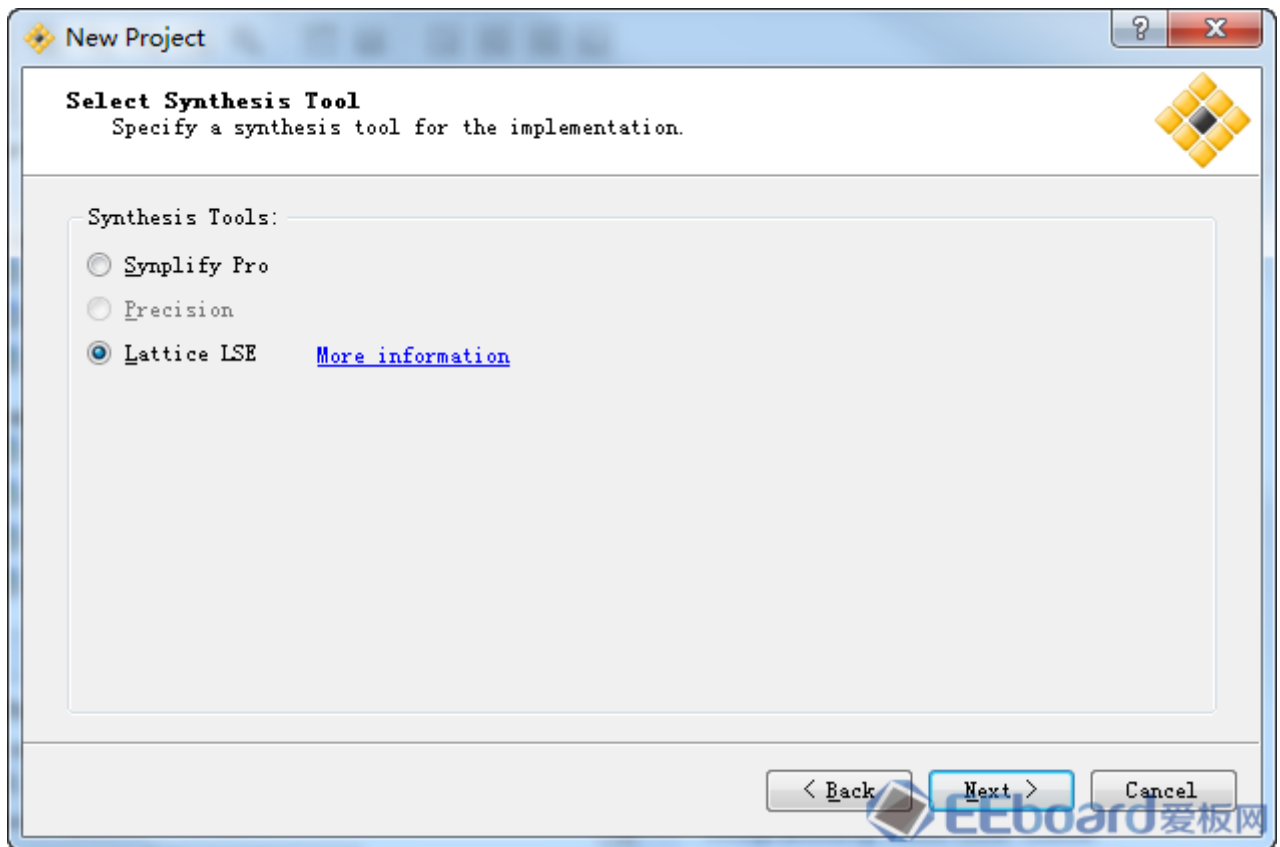 New Project
?
X
Select Synthesis Tool
Specify a synthesis tool for the implementation.
Synthesis Tools:
Synplify Pro
Precision
Lattice LSE More information
< Back Next > Cancel
EEboard爱板网